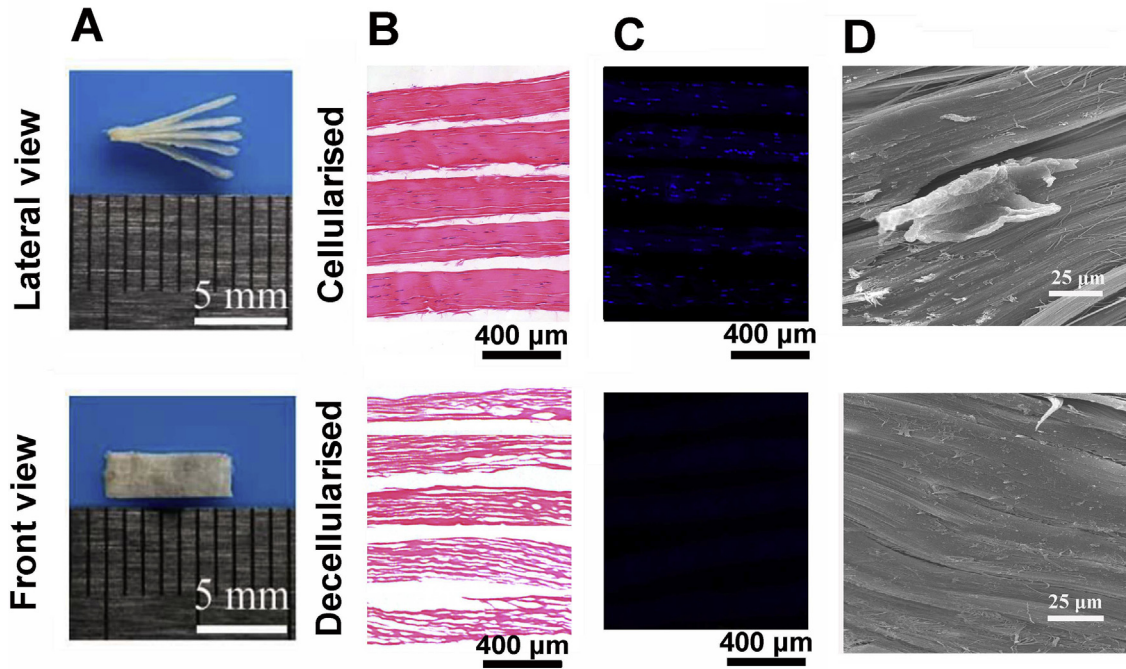 A
B
C
D
Lateral view
Cellularised
5 mm
400 µm
400 µm
25 µm
Front view
Decellularised
5 mm
400 µm
400 µm
25 µm